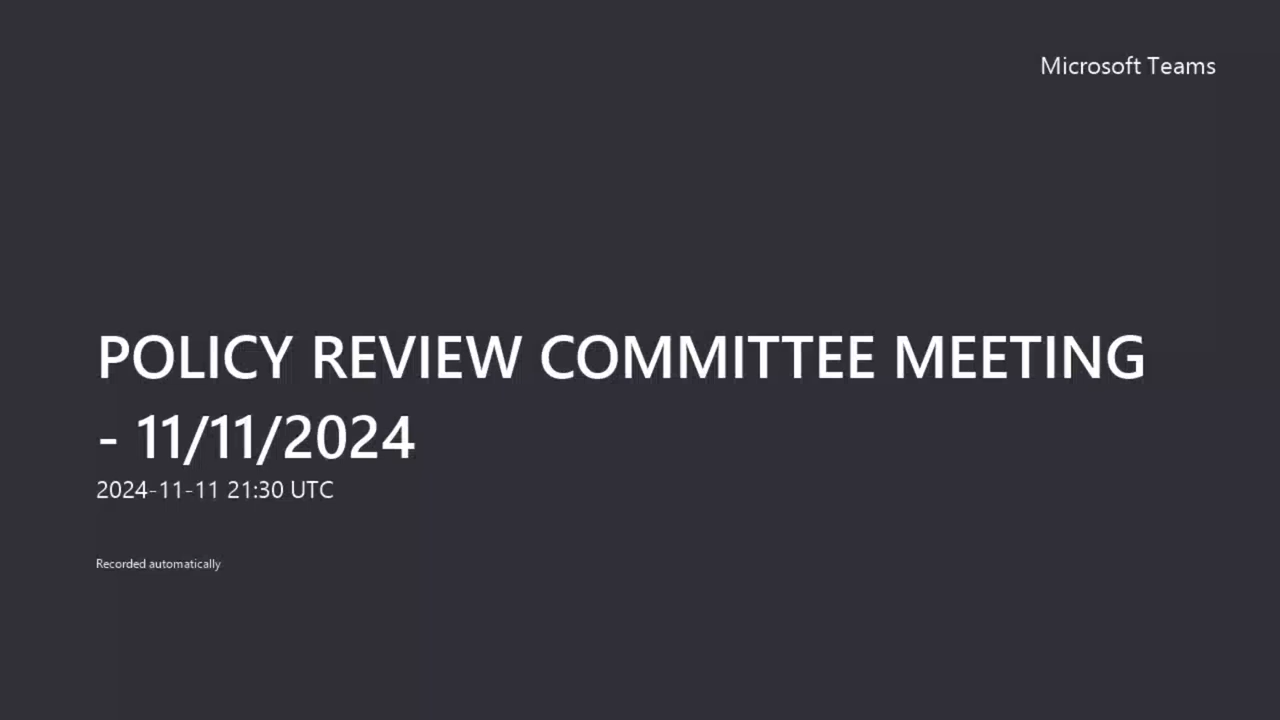 Microsoft Teams
POLICY REVIEW COMMITTEE MEETING
- 11/11/2024
2024-11-11 21:30 UTC
Recorded automatically